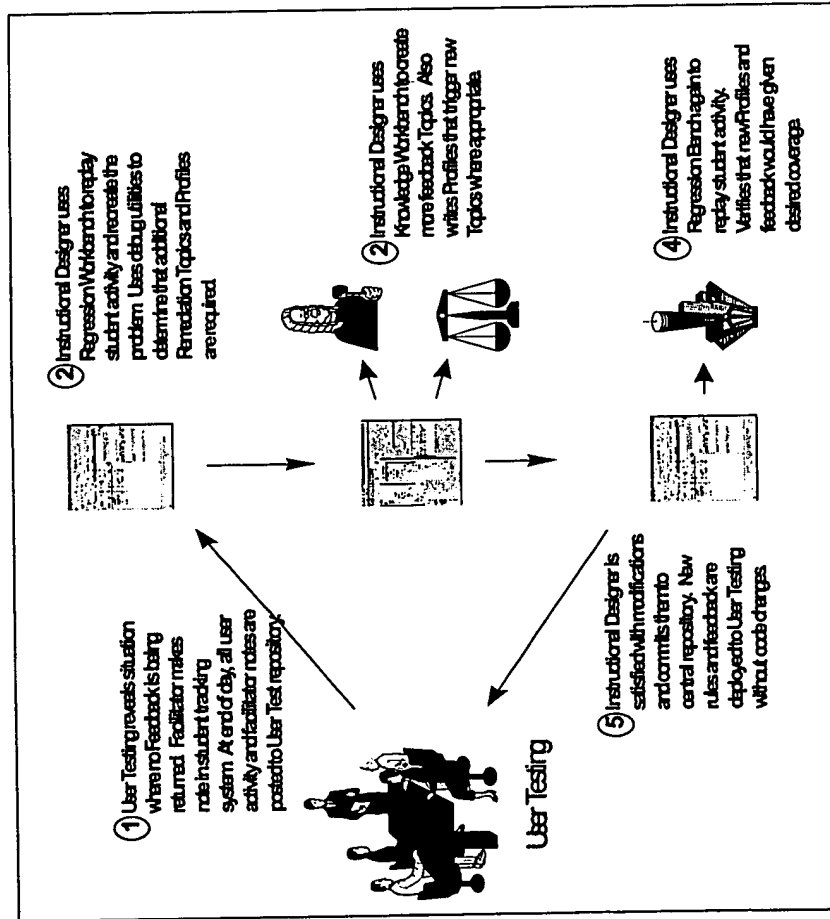 ① User Testing reveals situation
where no Feedback is being
returned. Facilitator makes
note in student tracking
system. At end of day, all user
activity and facilitator notes are
posted to User Test repository.
User Testing
② Instructional Designer uses
Regression Workbench to replay
student activity and recreate the
problem. Uses debug utilities to
determine that additional
Remediation Topics and Profiles
are required.
② Instructional Designer uses
Knowledge Workbench to create
more feedback Topics. Also
writes Profiles that trigger new
Topics where appropriate.
④ Instructional Designer uses
Regression Bench again to
replay student activity.
Verifies that new Profiles and
feedback would have given
desired coverage.
⑤ Instructional Designer is
satisfied with modifications
and commits them to
central repository. New
rules and feedback are
deployed to User Testing
without code changes.